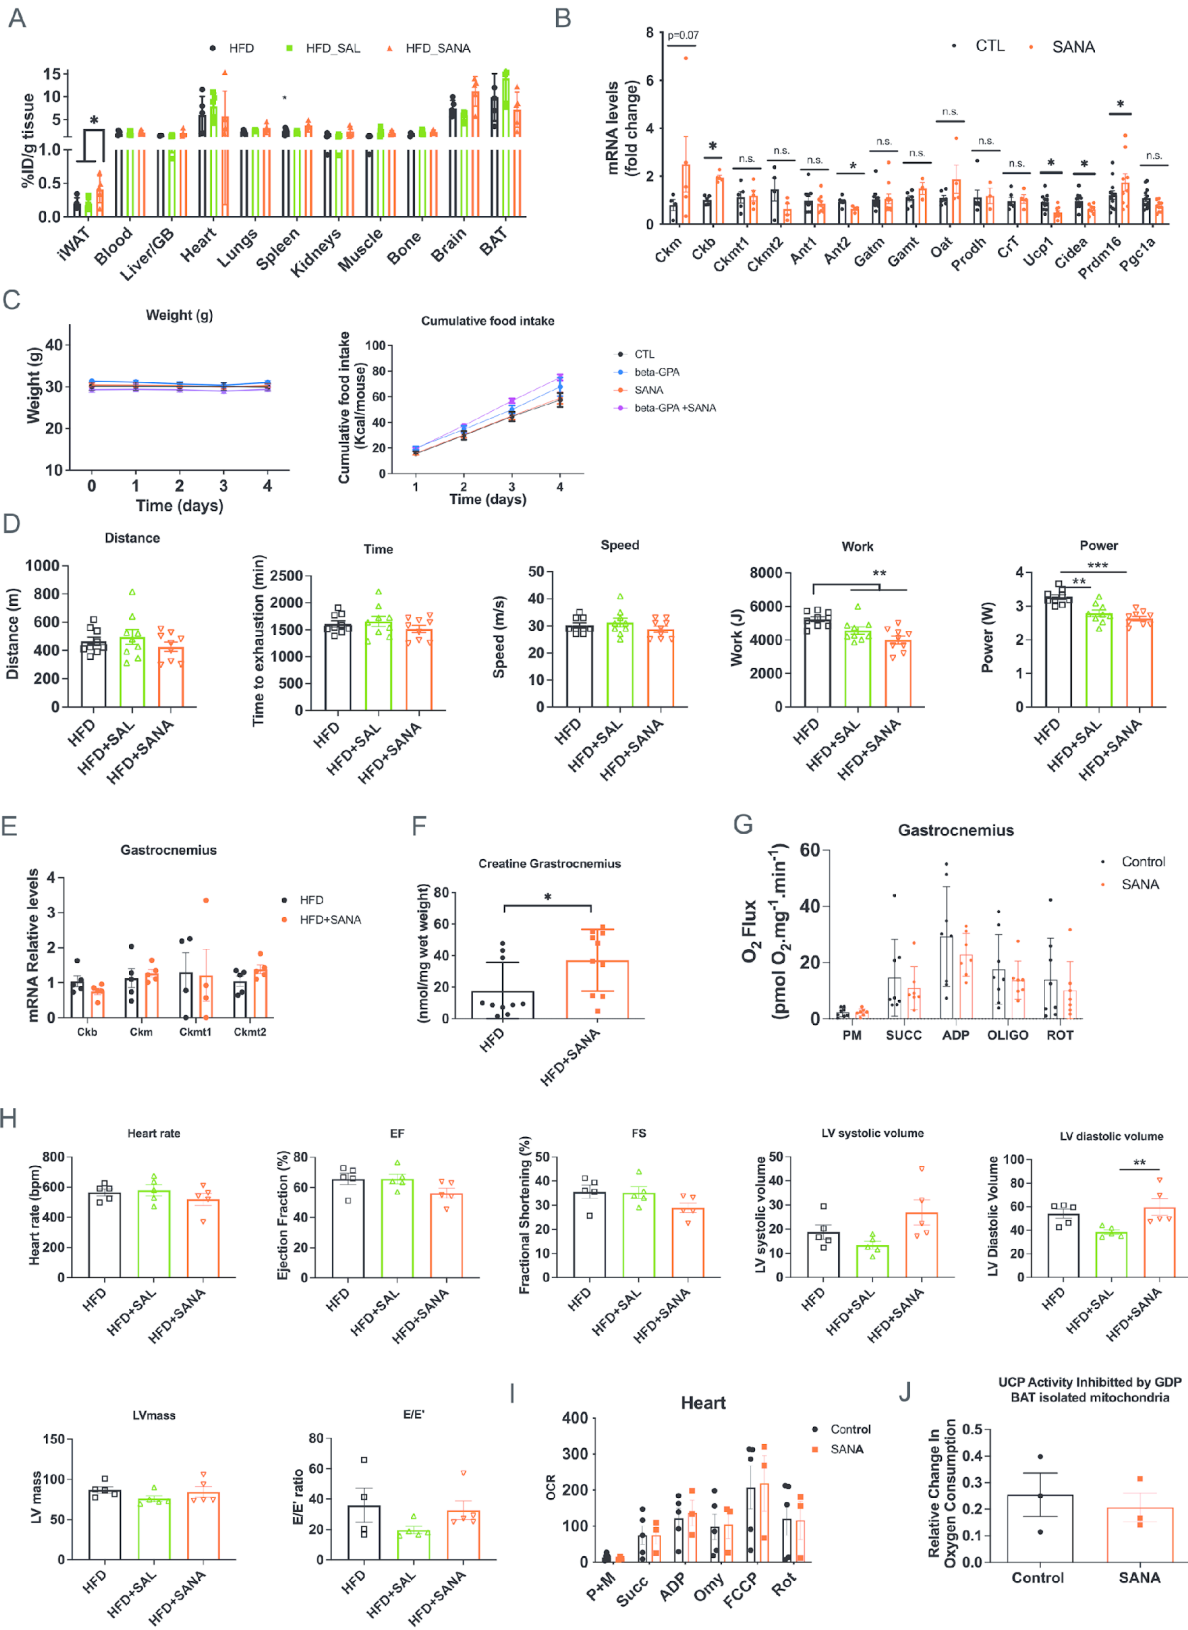 A
HFD
HFD_SAL
HFD_SANA
%ID/g tissue
15
10
5
1.0
0.5
0.0
*
*
iWAT
Blood
Liver/GB
Heart
Lungs
Spleen
Kidneys
Muscle
Bone
Brain
BAT
B
CTL
SANA
mRNA levels
(fold change)
8
6
4
2
0
p=0.07
*
n.s.
n.s.
n.s.
*
n.s.
n.s.
n.s.
n.s.
n.s.
*
*
*
n.s.
Ckm
Ckb
Ckmt1
Ckmt2
Ant1
Ant2
Gatm
Gamt
Oat
Prodh
CrT
Ucp1
Cidea
Prdm16
Pgc1a
C
Weight (g)
Weight (g)
40
30
20
10
0 1 2 3 4
Time (days)
Cumulative food intake
Cumulative food intake
(Kcal/mouse)
100
80
60
40
20
0
1 2 3 4
Time (days)
CTL
beta-GPA
SANA
beta-GPA +SANA
D
Distance
Distance (m)
1000
800
600
400
200
0
HFD
HFD+SAL
HFD+SANA
Time
Time to exhaustion (min)
2500
2000
1500
1000
500
0
HFD
HFD+SAL
HFD+SANA
Speed
Speed (m/s)
50
40
30
20
10
0
HFD
HFD+SAL
HFD+SANA
Work
Work (J)
8000
6000
4000
2000
0
**
HFD
HFD+SAL
HFD+SANA
Power
Power (W)
4
3
2
1
0
***
**
HFD
HFD+SAL
HFD+SANA
E
Gastrocnemius
mRNA Relative levels
4
3
2
1
0
Ckb
Ckm
Ckmt1
Ckmt2
HFD
HFD+SANA
F
Creatine Grastrocnemius
(nmol/mg wet weight)
80
60
40
20
0
*
HFD
HFD+SANA
G
Gastrocnemius
O2 Flux
(pmol O2.mg-1.min-1)
60
40
20
0
PM
SUCC
ADP
OLIGO
ROT
Control
SANA
H
Heart rate
Heart rate (bpm)
800
600
400
200
0
HFD
HFD+SAL
HFD+SANA
EF
Ejection Fraction (%)
80
60
40
20
0
HFD
HFD+SAL
HFD+SANA
FS
Fractional Shortening (%)
50
40
30
20
10
0
HFD
HFD+SAL
HFD+SANA
LV systolic volume
LV systolic volume
50
40
30
20
10
0
HFD
HFD+SAL
HFD+SANA
LV diastolic volume
LV Diastolic Volume
100
80
60
40
20
0
**
HFD
HFD+SAL
HFD+SANA
LVmass
LV mass
150
100
50
0
HFD
HFD+SAL
HFD+SANA
E/E'
E/E' ratio
80
60
40
20
0
HFD
HFD+SAL
HFD+SANA
I
Heart
OCR
400
300
200
100
0
P+M
Succ
ADP
Omy
FCCP
Rot
Control
SANA
J
UCP Activity Inhibitted by GDP
BAT isolated mitochondria
Relative Change In
Oxygen Consumption
0.5
0.4
0.3
0.2
0.1
0.0
Control
SANA